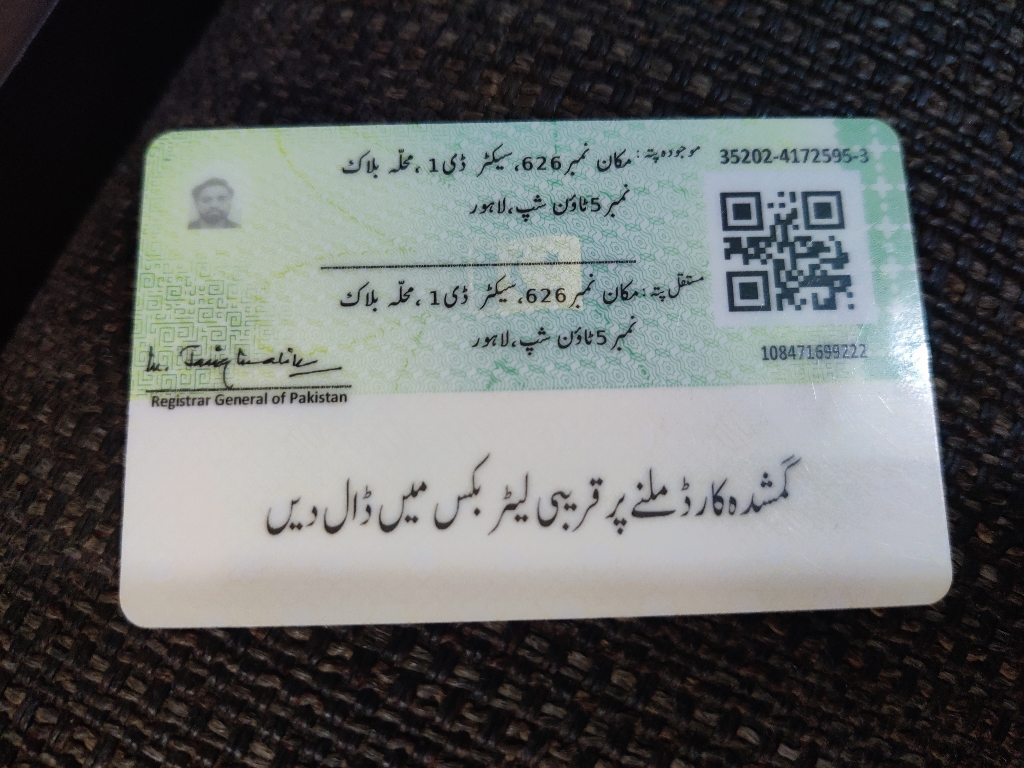 35202-4172595-3
موجودہ پتہ: مکان نمبر 626، سیکٹر ڈی 1 ، محلّہ بلاک
نمبر 5 ٹاؤن شپ، لاہور
مستقل پتہ: مکان نمبر 626، سیکٹر ڈی 1 ، محلّہ بلاک
نمبر 5 ٹاؤن شپ، لاہور
108471699222
Registrar General of Pakistan
گمشدہ کارڈ ملنے پر قریبی لیٹر بکس میں ڈال دیں